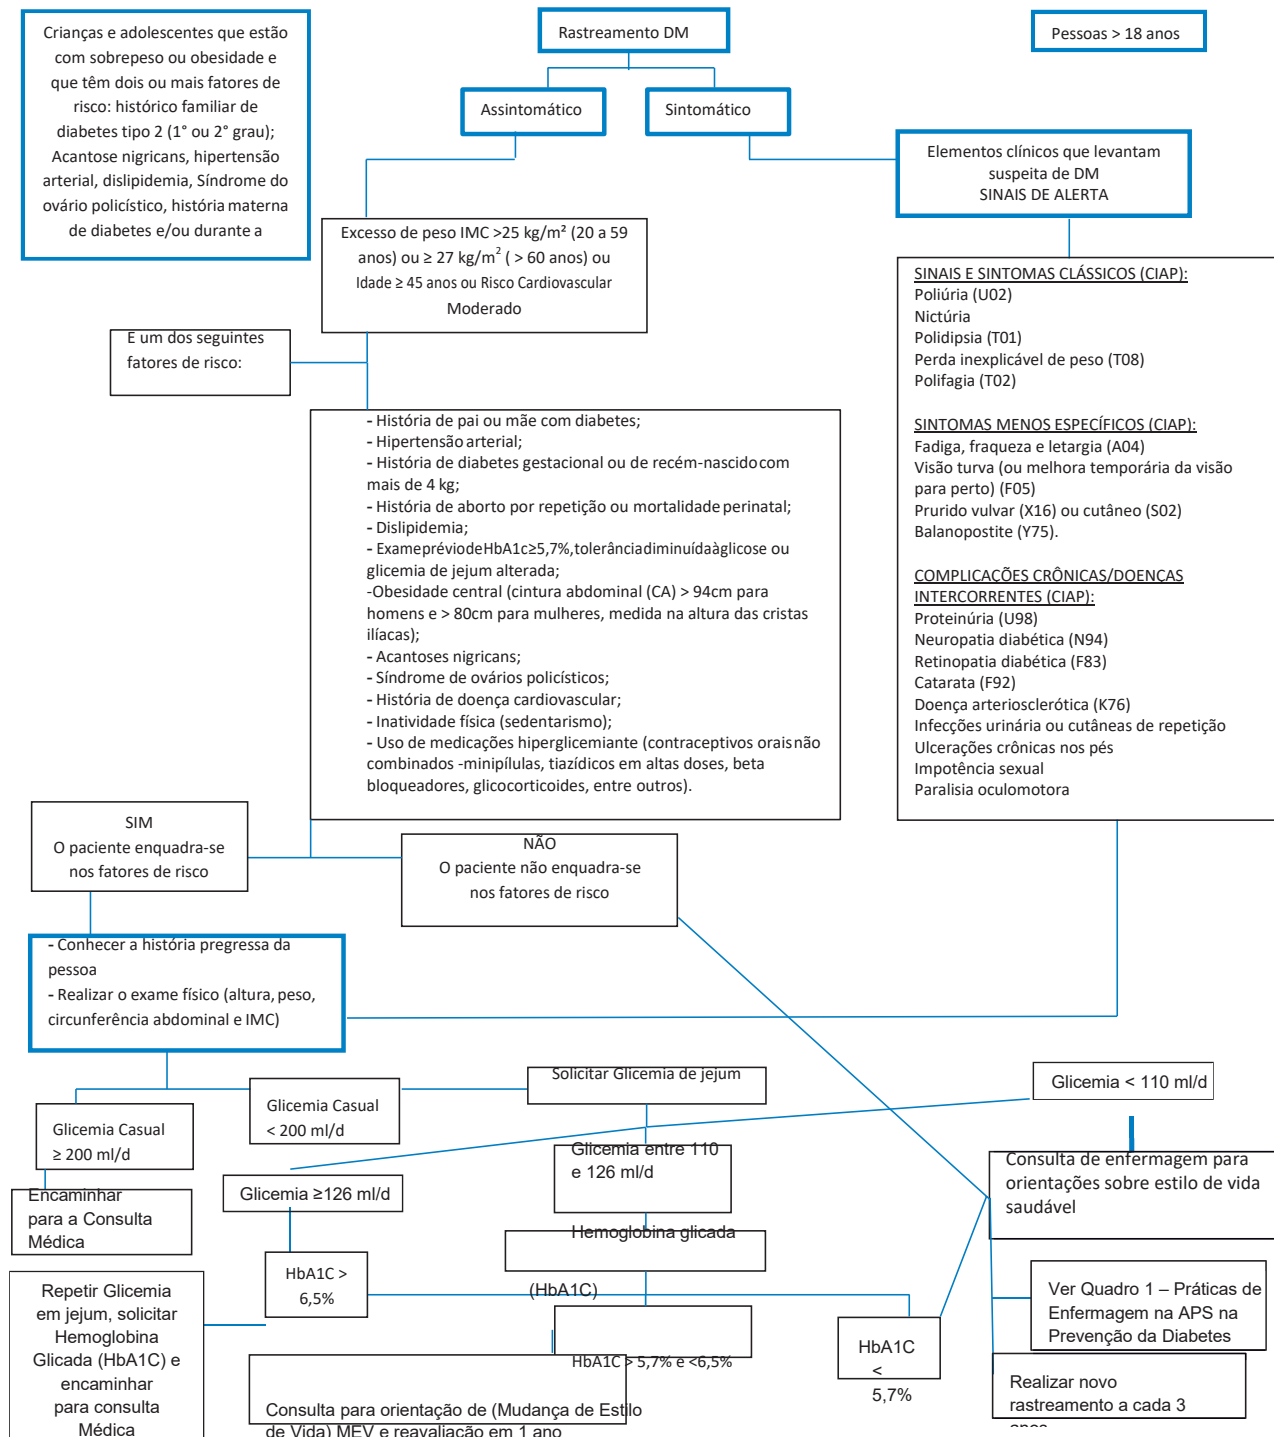 Crianças e adolescentes que estão
com sobrepeso ou obesidade e
que têm dois ou mais fatores de
risco: histórico familiar de
diabetes tipo 2 (1° ou 2° grau);
Acantose nigricans, hipertensão
arterial, dislipidemia, Síndrome do
ovário policístico, história materna
de diabetes e/ou durante a
Rastreamento DM
Pessoas > 18 anos
Assintomático
Sintomático
Elementos clínicos que levantam
suspeita de DM
SINAIS DE ALERTA
Excesso de peso IMC >25 kg/m² (20 a 59
anos) ou ≥ 27 kg/m² ( > 60 anos) ou
Idade ≥ 45 anos ou Risco Cardiovascular
Moderado
E um dos seguintes
fatores de risco:
- História de pai ou mãe com diabetes;
- Hipertensão arterial;
- História de diabetes gestacional ou de recém-nascidocom
mais de 4 kg;
- História de aborto por repetição ou mortalidade perinatal;
- Dislipidemia;
- ExamepréviodeHbA1c≥5,7%,tolerânciadiminuídaàglicose ou
glicemia de jejum alterada;
-Obesidade central (cintura abdominal (CA) > 94cm para
homens e > 80cm para mulheres, medida na altura das cristas
ilíacas);
- Acantoses nigricans;
- Síndrome de ovários policísticos;
- História de doença cardiovascular;
- Inatividade física (sedentarismo);
- Uso de medicações hiperglicemiante (contraceptivos orais não
combinados -minipílulas, tiazídicos em altas doses, beta
bloqueadores, glicocorticoides, entre outros).
SINAIS E SINTOMAS CLÁSSICOS (CIAP):
Poliúria (U02)
Nictúria
Polidipsia (T01)
Perda inexplicável de peso (T08)
Polifagia (T02)
SINTOMAS MENOS ESPECÍFICOS (CIAP):
Fadiga, fraqueza e letargia (A04)
Visão turva (ou melhora temporária da visão
para perto) (F05)
Prurido vulvar (X16) ou cutâneo (S02)
Balanopostite (Y75).
COMPLICAÇÕES CRÔNICAS/DOENÇAS
INTERCORRENTES (CIAP):
Proteinúria (U98)
Neuropatia diabética (N94)
Retinopatia diabética (F83)
Catarata (F92)
Doença arteriosclerótica (K76)
Infecções urinária ou cutâneas de repetição
Ulcerações crônicas nos pés
Impotência sexual
Paralisia oculomotora
SIM
O paciente enquadra-se
nos fatores de risco
NÃO
O paciente não enquadra-se
nos fatores de risco
- Conhecer a história pregressa da
pessoa
- Realizar o exame físico (altura, peso,
circunferência abdominal e IMC)
Glicemia Casual
≥ 200 ml/d
Glicemia Casual
< 200 ml/d
Solicitar Glicemia de jejum
Glicemia < 110 ml/d
Encaminhar
para a Consulta
Médica
Glicemia ≥126 ml/d
Glicemia entre 110
e 126 ml/d
Consulta de enfermagem para
orientações sobre estilo de vida
saudável
Hemoglobina glicada
(HbA1C)
HbA1C >
6,5%
Repetir Glicemia
em jejum, solicitar
Hemoglobina
Glicada (HbA1C) e
encaminhar
para consulta
Médica
HbA1C > 5,7% e <6,5%
HbA1C
<
5,7%
Ver Quadro 1 – Práticas de
Enfermagem na APS na
Prevenção da Diabetes
Realizar novo
rastreamento a cada 3
anos
Consulta para orientação de (Mudança de Estilo
de Vida) MEV e reavaliação em 1 ano